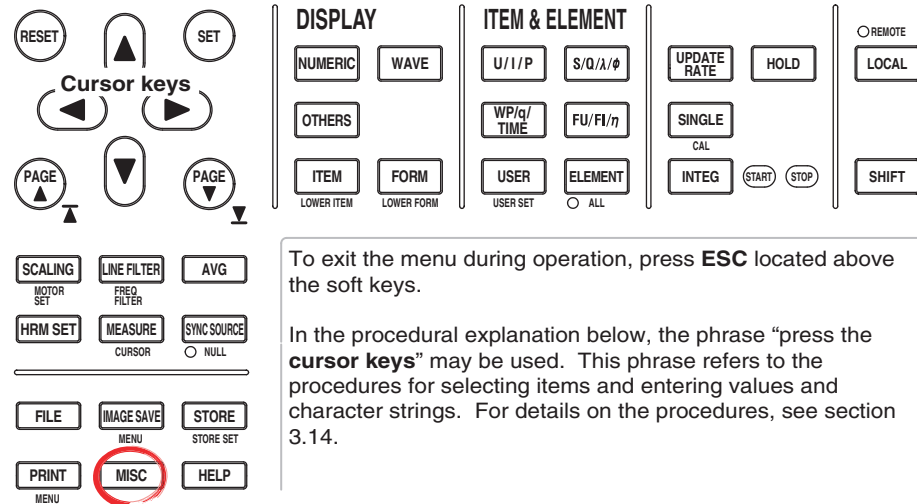 RESET
SET
Cursor keys
PAGE
PAGE
DISPLAY
NUMERIC
WAVE
OTHERS
ITEM
FORM
LOWER ITEM
LOWER FORM
ITEM & ELEMENT
U/I/P
S/Q/λ/φ
WP/q/
TIME
FU/FI/η
USER
ELEMENT
USER SET
ALL
UPDATE
RATE
HOLD
SINGLE
CAL
INTEG
START
STOP
REMOTE
LOCAL
SHIFT
SCALING
LINE FILTER
AVG
MOTOR
SET
FREQ
FILTER
HRM SET
MEASURE
SYNC SOURCE
CURSOR
NULL
FILE
IMAGE SAVE
STORE
MENU
STORE SET
PRINT
MISC
HELP
MENU
To exit the menu during operation, press ESC located above
the soft keys.
In the procedural explanation below, the phrase “press the
cursor keys” may be used. This phrase refers to the
procedures for selecting items and entering values and
character strings. For details on the procedures, see section
3.14.